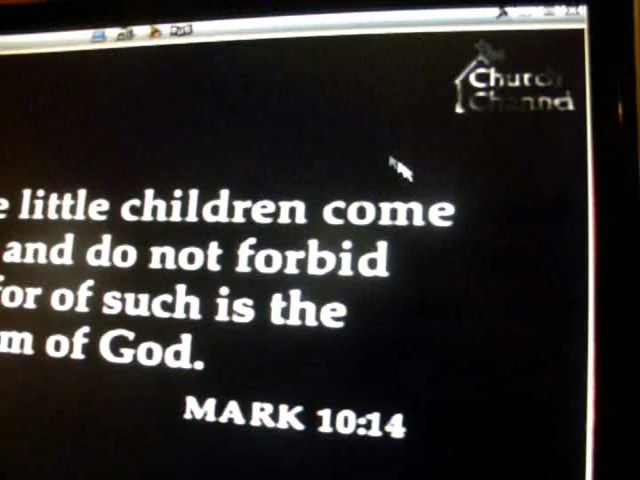 The
Church
Channel
e little children come
and do not forbid
for of such is the
m of God.
MARK 10:14